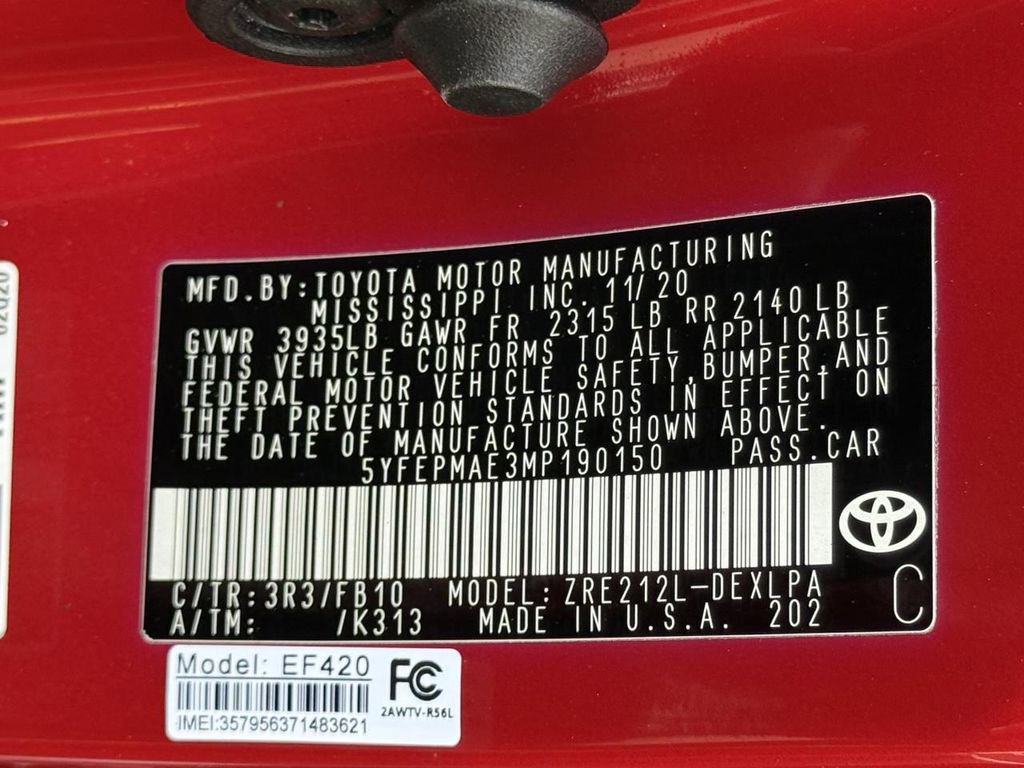 MFD.BY:TOYOTA MOTOR MANUFACTURING
MISSISSIPPI, INC. 11/20
GVWR 3935LB GAWR FR 2315 LB RR 2140 LB
THIS VEHICLE CONFORMS TO ALL APPLICABLE
FEDERAL MOTOR VEHICLE SAFETY, BUMPER, AND
THEFT PREVENTION STANDARDS IN EFFECT ON
THE DATE OF MANUFACTURE SHOWN ABOVE.
5YFEPMAE3MP190150 PASS.CAR
C/TR:3R3/FB10 MODEL:ZRE212L-DEXLPA
A/TM: /K313 MADE IN U.S.A. 202
C
Model: EF420
FC
2AWTV-R56L
IMEI:357956371483621